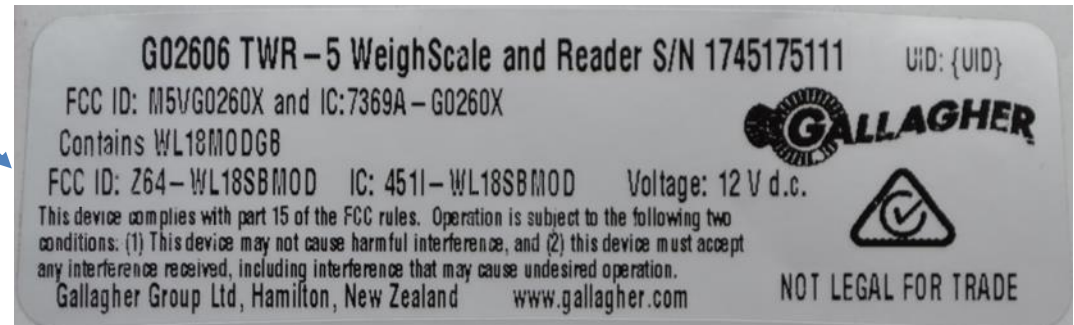 G02606 TWR-5 WeighScale and Reader S/N 1745175111 UID: {UID}
FCC ID: M5VG0260X and IC:7369A-G0260X
GALLAGHER
Contains WL18MODGB
FCC ID: Z64-WL18SBMOD IC: 451I-WL18SBMOD Voltage: 12 V d.c.
This device complies with part 15 of the FCC rules. Operation is subject to the following two
conditions: (1) This device may not cause harmful interference, and (2) this device must accept
any interference received, including interference that may cause undesired operation.
Gallagher Group Ltd, Hamilton, New Zealand www.gallagher.com
NOT LEGAL FOR TRADE